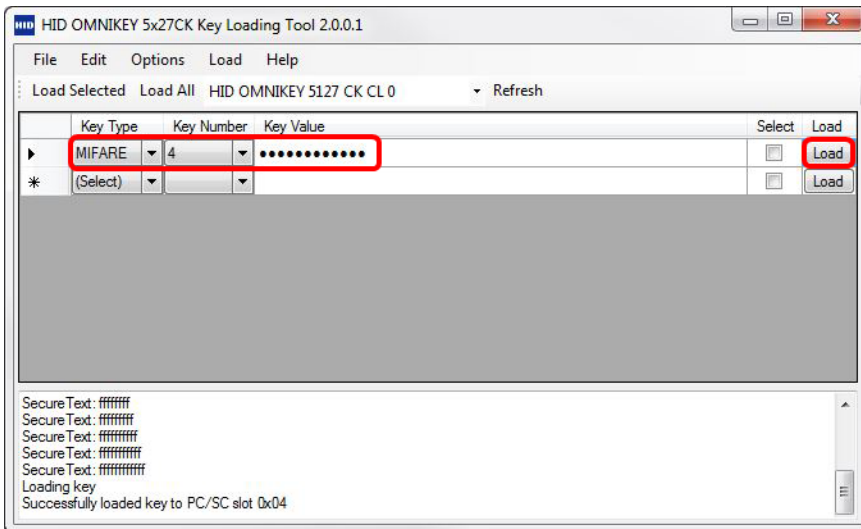 HID HID OMNIKEY 5x27CK Key Loading Tool 2.0.0.1
File Edit Options Load Help
Load Selected Load All HID OMNIKEY 5127 CK CL 0 Refresh
Key Type Key Number Key Value Select Load
MIFARE 4 •••••••••••• Load
(Select) Load
SecureText: ffffffff
SecureText: fffffffff
SecureText: ffffffffff
SecureText: fffffffffff
SecureText: ffffffffffff
Loading key
Successfully loaded key to PC/SC slot 0x04